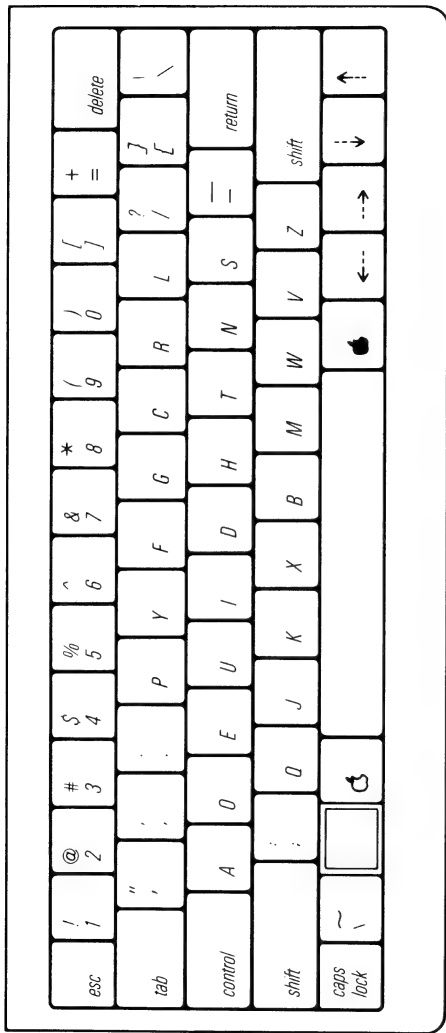 ! @ # $ % ^ & * ( ) [ +
esc 1 2 3 4 5 6 7 8 9 0 ] = delete
" , . ? } |
tab ' , . P Y F G C R L / { \
_
control A O E U I D H T N S - return
:
shift ; Q J K X B M W V Z shift
caps ~
lock ` ← → ↓ ↑